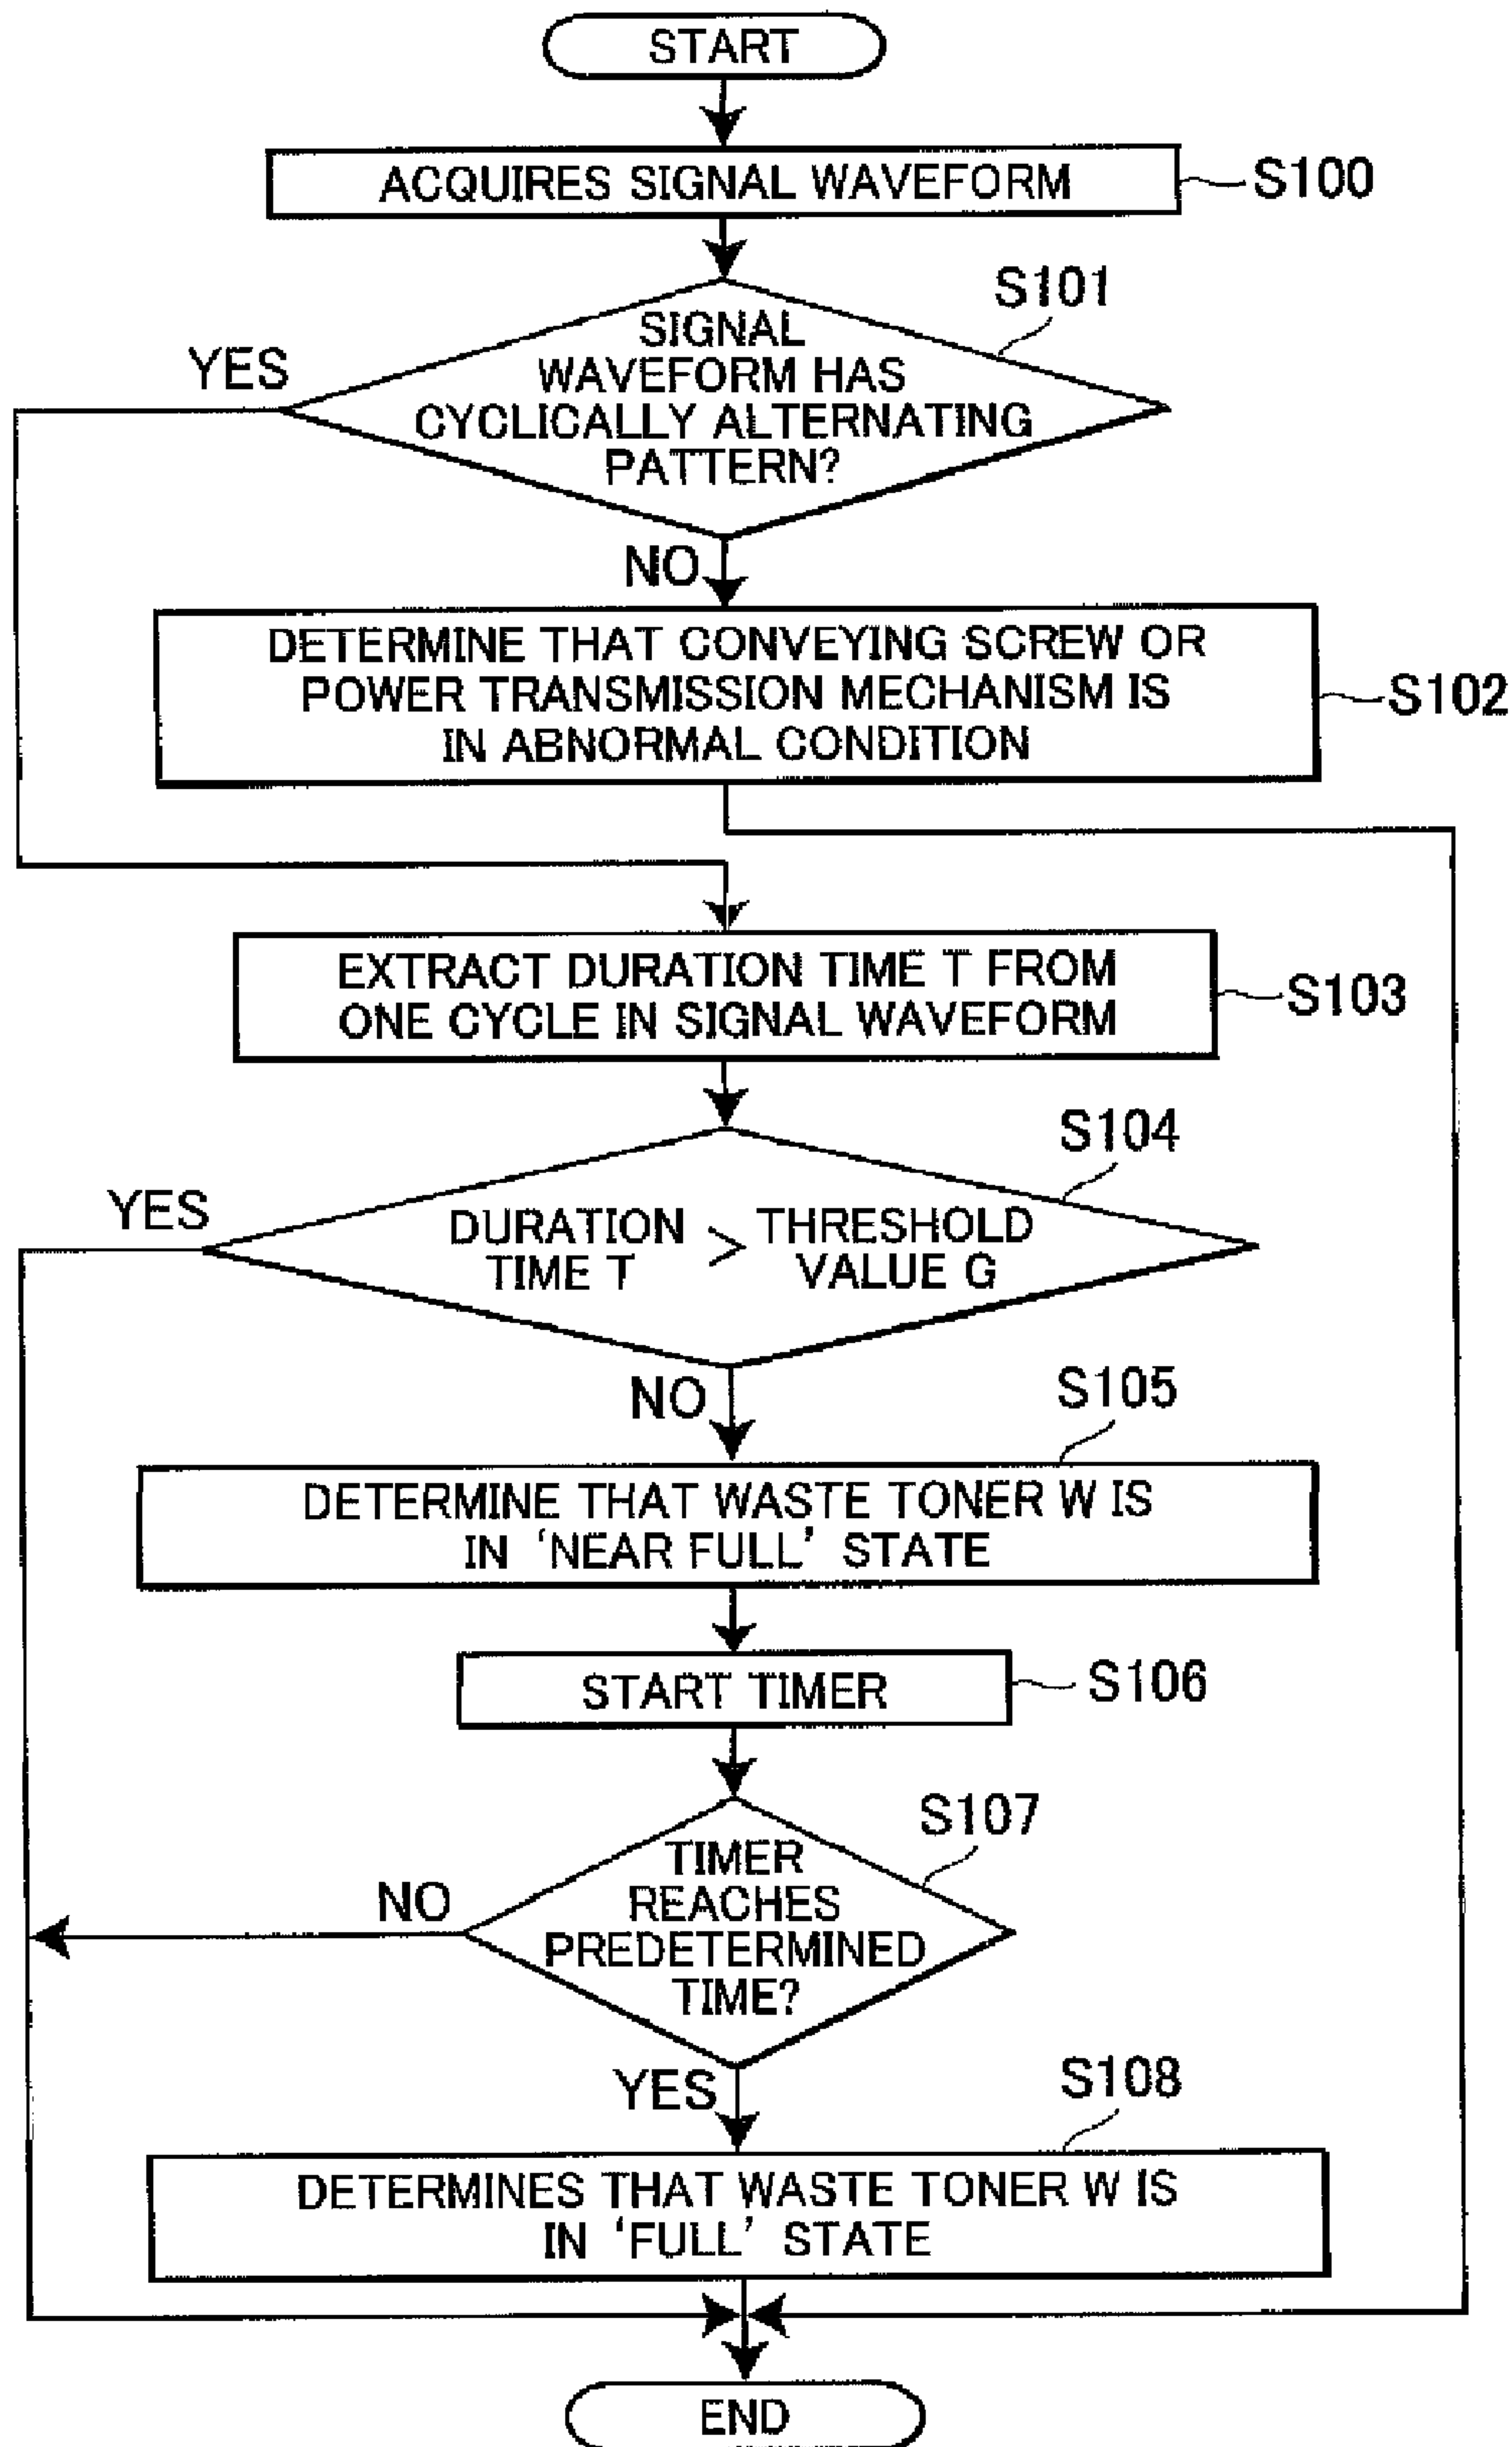 START
ACQUIRES SIGNAL WAVEFORM
S100
S101
SIGNAL
WAVEFORM HAS
CYCLICALLY ALTERNATING
PATTERN?
YES
NO
DETERMINE THAT CONVEYING SCREW OR
POWER TRANSMISSION MECHANISM IS
IN ABNORMAL CONDITION
S102
EXTRACT DURATION TIME T FROM
ONE CYCLE IN SIGNAL WAVEFORM
S103
S104
YES
DURATION
TIME T
>
THRESHOLD
VALUE G
NO
S105
DETERMINE THAT WASTE TONER W IS
IN ‘NEAR FULL’ STATE
START TIMER
S106
S107
TIMER
REACHES
PREDETERMINED
TIME?
NO
YES
S108
DETERMINES THAT WASTE TONER W IS
IN ‘FULL’ STATE
END